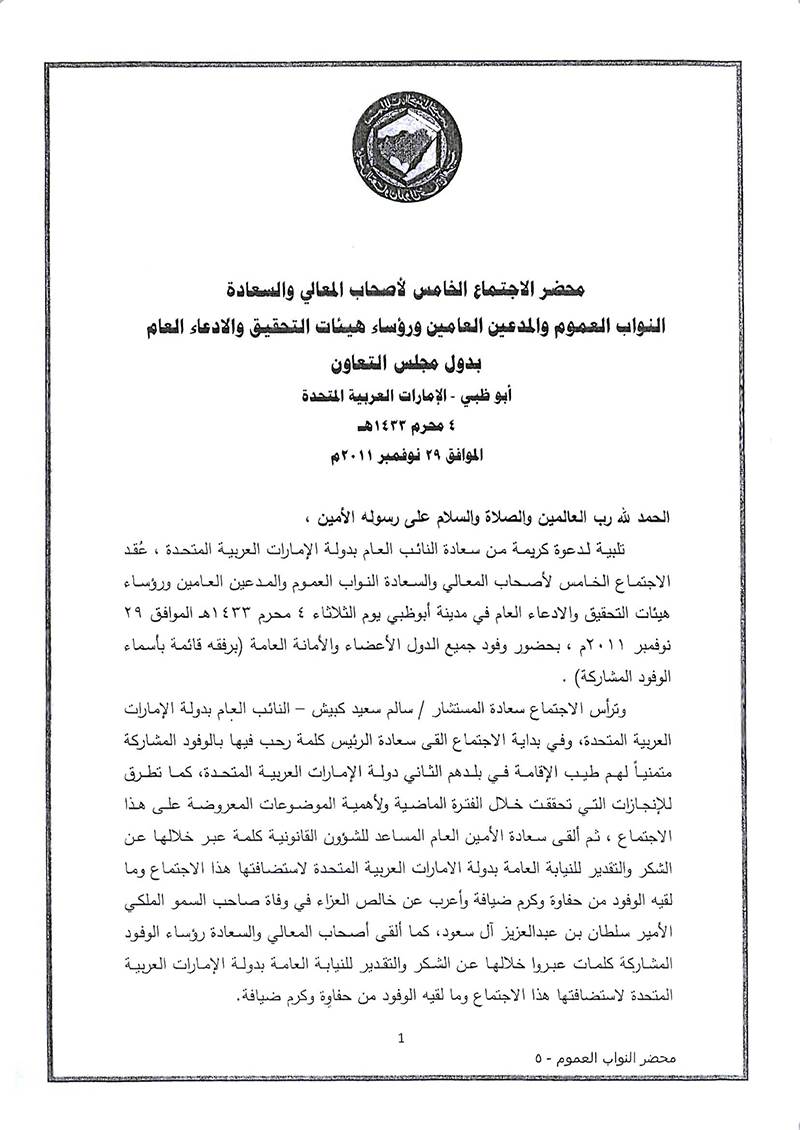 محضر الاجتماع الخامس لأصحاب المعالي والسعادة
النواب العموم والمدعين العامين ورؤساء هيئات التحقيق والادعاء العام
بدول مجلس التعاون
أبو ظبي - الإمارات العربية المتحدة
٤ محرم ١٤٣٣هـ
الموافق ٢٩ نوفمبر ٢٠١١م
الحمد لله رب العالمين والصلاة والسلام على رسوله الأمين ،
تلبية لدعوة كريمة من سعادة النائب العام بدولة الإمارات العربية المتحدة ، عُقد
الاجتماع الخامس لأصحاب المعالي والسعادة النواب العموم والمدعين العامين ورؤساء
هيئات التحقيق والادعاء العام في مدينة أبوظبي يوم الثلاثاء ٤ محرم ١٤٣٣هـ الموافق ٢٩
نوفمبر ٢٠١١م ، بحضور وفود جميع الدول الأعضاء والأمانة العامة (برفقه قائمة بأسماء
الوفود المشاركة) .
وترأس الاجتماع سعادة المستشار / سالم سعيد كبيش – النائب العام بدولة الإمارات
العربية المتحدة، وفي بداية الاجتماع القى سعادة الرئيس كلمة رحب فيها بالوفود المشاركة
متمنياً لهم طيب الإقامة في بلدهم الثاني دولة الإمارات العربية المتحدة، كما تطرق
للإنجازات التي تحققت خلال الفترة الماضية ولأهمية الموضوعات المعروضة على هذا
الاجتماع ، ثم ألقى سعادة الأمين العام المساعد للشؤون القانونية كلمة عبر خلالها عن
الشكر والتقدير للنيابة العامة بدولة الامارات العربية المتحدة لاستضافتها هذا الاجتماع وما
لقيه الوفود من حفاوة وكرم ضيافة وأعرب عن خالص العزاء في وفاة صاحب السمو الملكي
الأمير سلطان بن عبدالعزيز آل سعود، كما ألقى أصحاب المعالي والسعادة رؤساء الوفود
المشاركة كلمات عبروا خلالها عن الشكر والتقدير للنيابة العامة بدولة الإمارات العربية
المتحدة لاستضافتها هذا الاجتماع وما لقيه الوفود من حفاوة وكرم ضيافة.
1
محضر النواب العموم - ٥